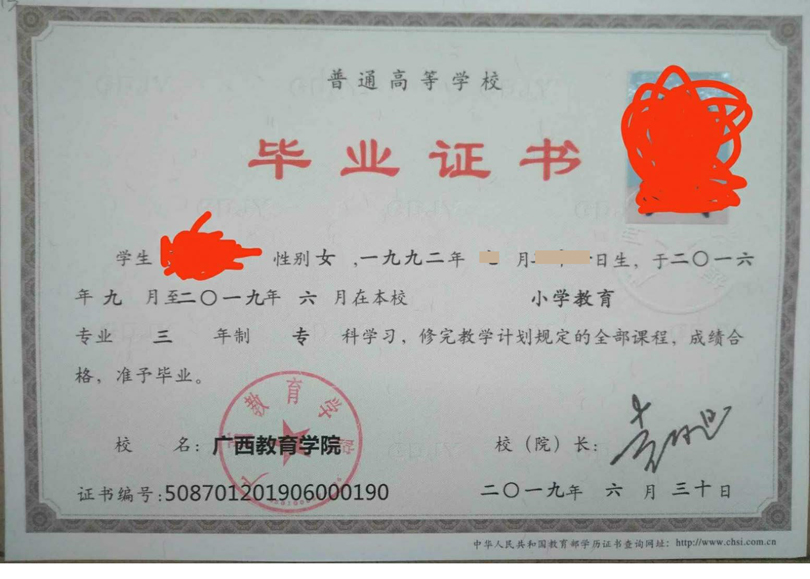 普通高等学校
毕业证书
学生 性别 女 ,一九九二年 月 日生, 于二〇一六
年 九 月至二〇一九年 六 月在本校 小学教育
专业 三 年制 专 科学习, 修完教学计划规定的全部课程, 成绩合
格, 准予毕业。
教育学院
校 名: 广西教育学院 校（院）长:
证书编号:508701201906000190 二〇一九年 六 月 三十日
中华人民共和国教育部学历证书查询网址: http://www.chsi.com.cn